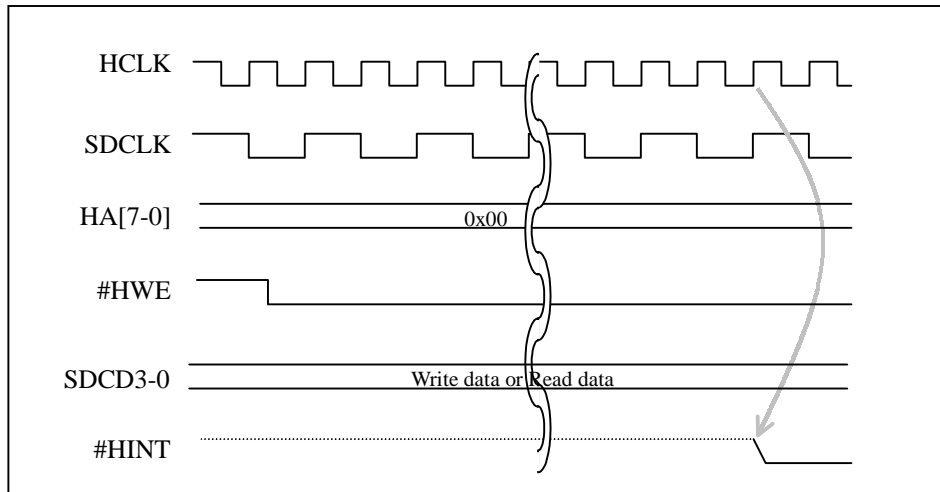 HCLK
SDCLK
HA[7-0]
0x00
#HWE
SDCD3-0
Write data or Read data
#HINT